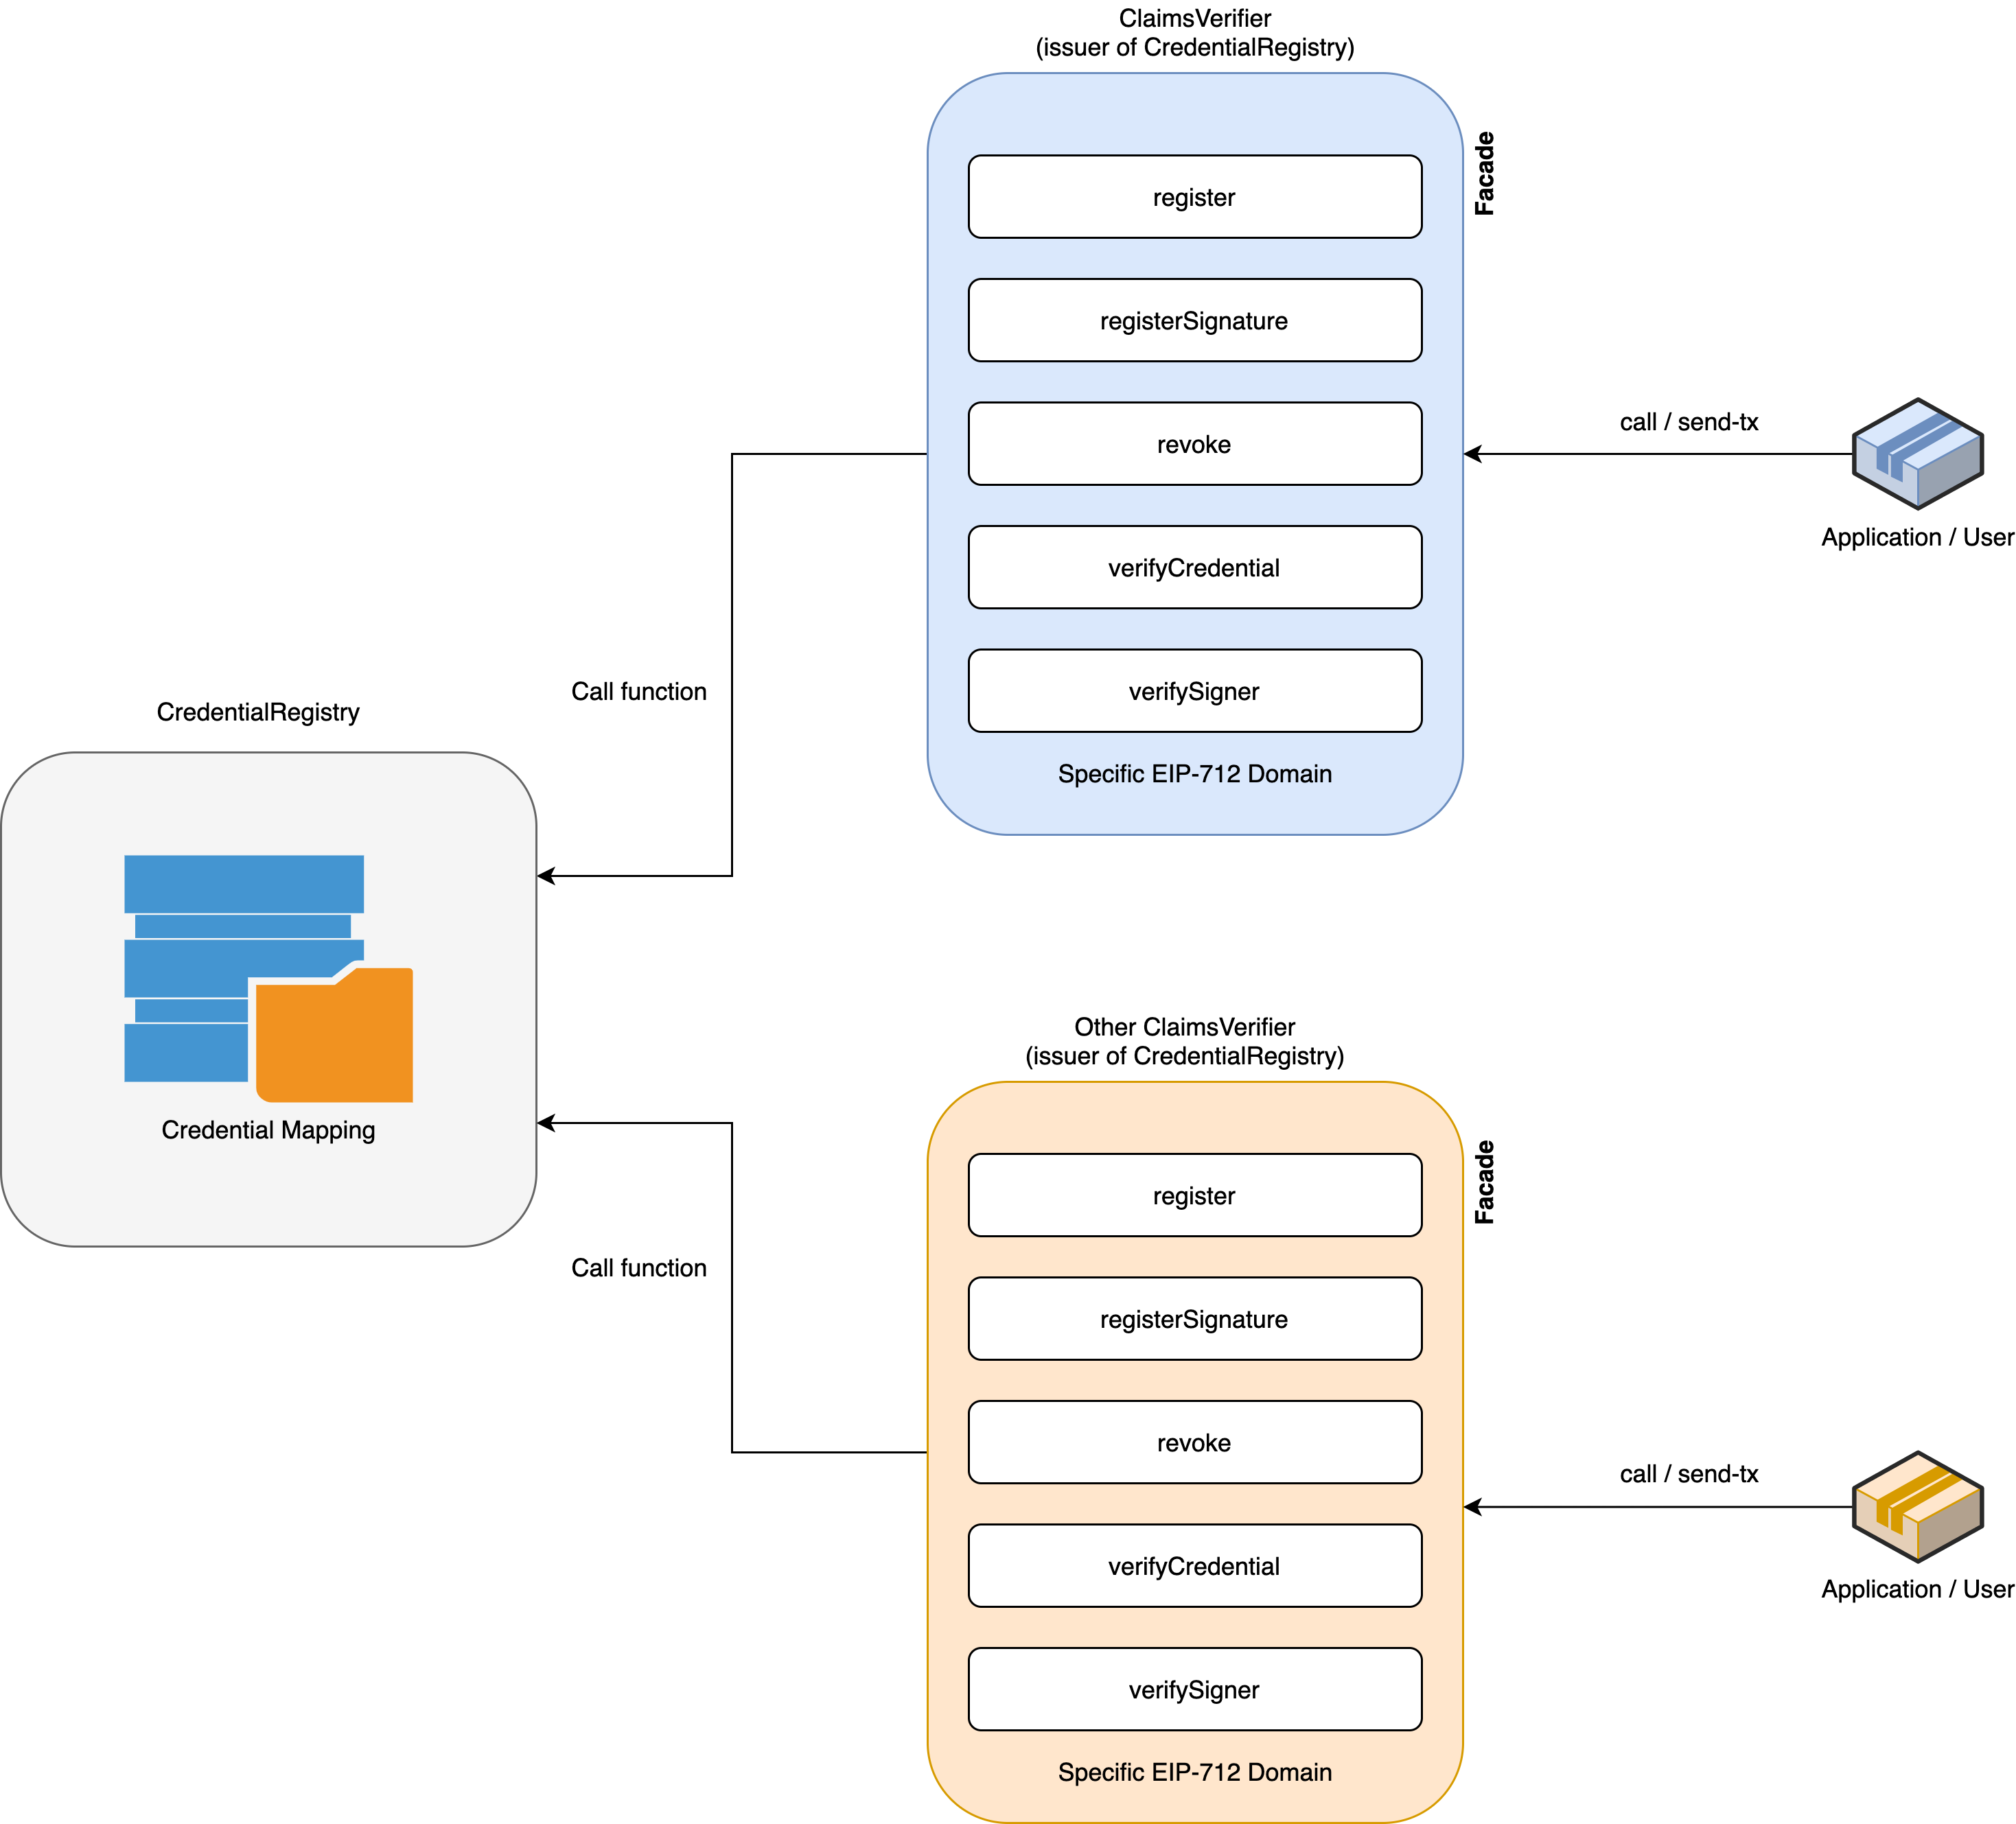 ClaimsVerifier
(issuer of CredentialRegistry)
Facade
register
registerSignature
revoke
verifyCredential
verifySigner
Specific EIP-712 Domain
call / send-tx
Application / User
Call function
CredentialRegistry
Credential Mapping
Call function
Other ClaimsVerifier
(issuer of CredentialRegistry)
Facade
register
registerSignature
revoke
verifyCredential
verifySigner
Specific EIP-712 Domain
call / send-tx
Application / User